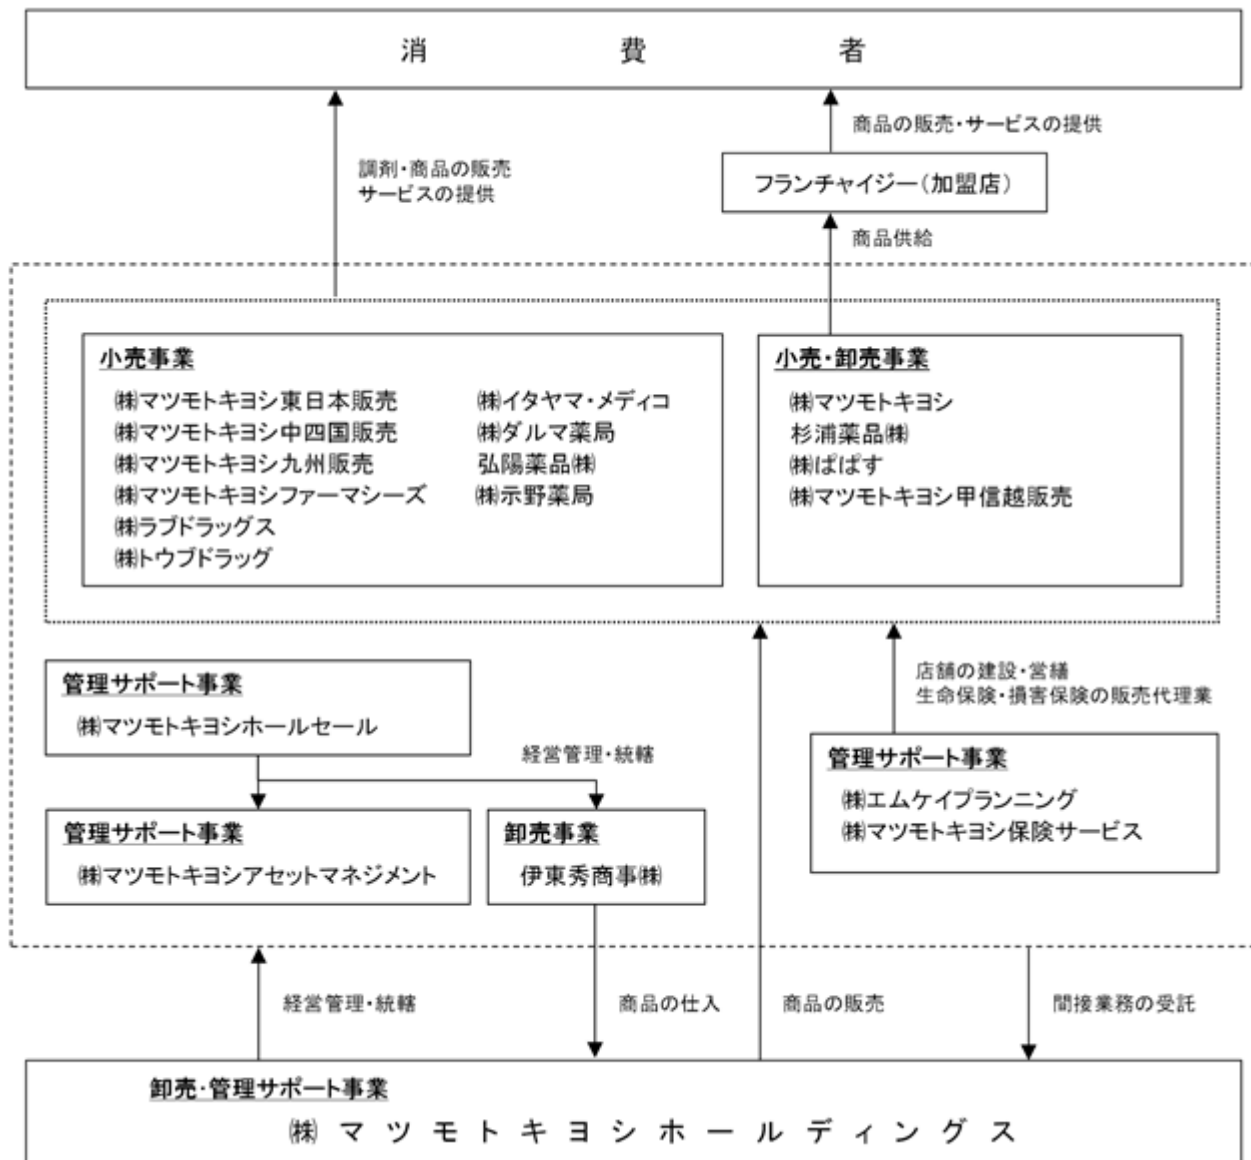 消費者
商品の販売・サービスの提供
調剤・商品の販売
サービスの提供
フランチャイジー(加盟店)
商品供給
小売事業
㈱マツモトキヨシ東日本販売
㈱マツモトキヨシ中四国販売
㈱マツモトキヨシ九州販売
㈱マツモトキヨシファーマシーズ
㈱ラブドラッグス
㈱トウブドラッグ
㈱イタヤマ・メディコ
㈱ダルマ薬局
弘陽薬品㈱
㈱示野薬局
小売・卸売事業
㈱マツモトキヨシ
杉浦薬品㈱
㈱ぱぱす
㈱マツモトキヨシ甲信越販売
管理サポート事業
㈱マツモトキヨシホールセール
経営管理・統轄
管理サポート事業
㈱マツモトキヨシアセットマネジメント
卸売事業
伊東秀商事㈱
店舗の建設・営繕
生命保険・損害保険の販売代理業
管理サポート事業
㈱エムケイプランニング
㈱マツモトキヨシ保険サービス
経営管理・統轄
商品の仕入
商品の販売
間接業務の受託
卸売・管理サポート事業
㈱マツモトキヨシホールディングス